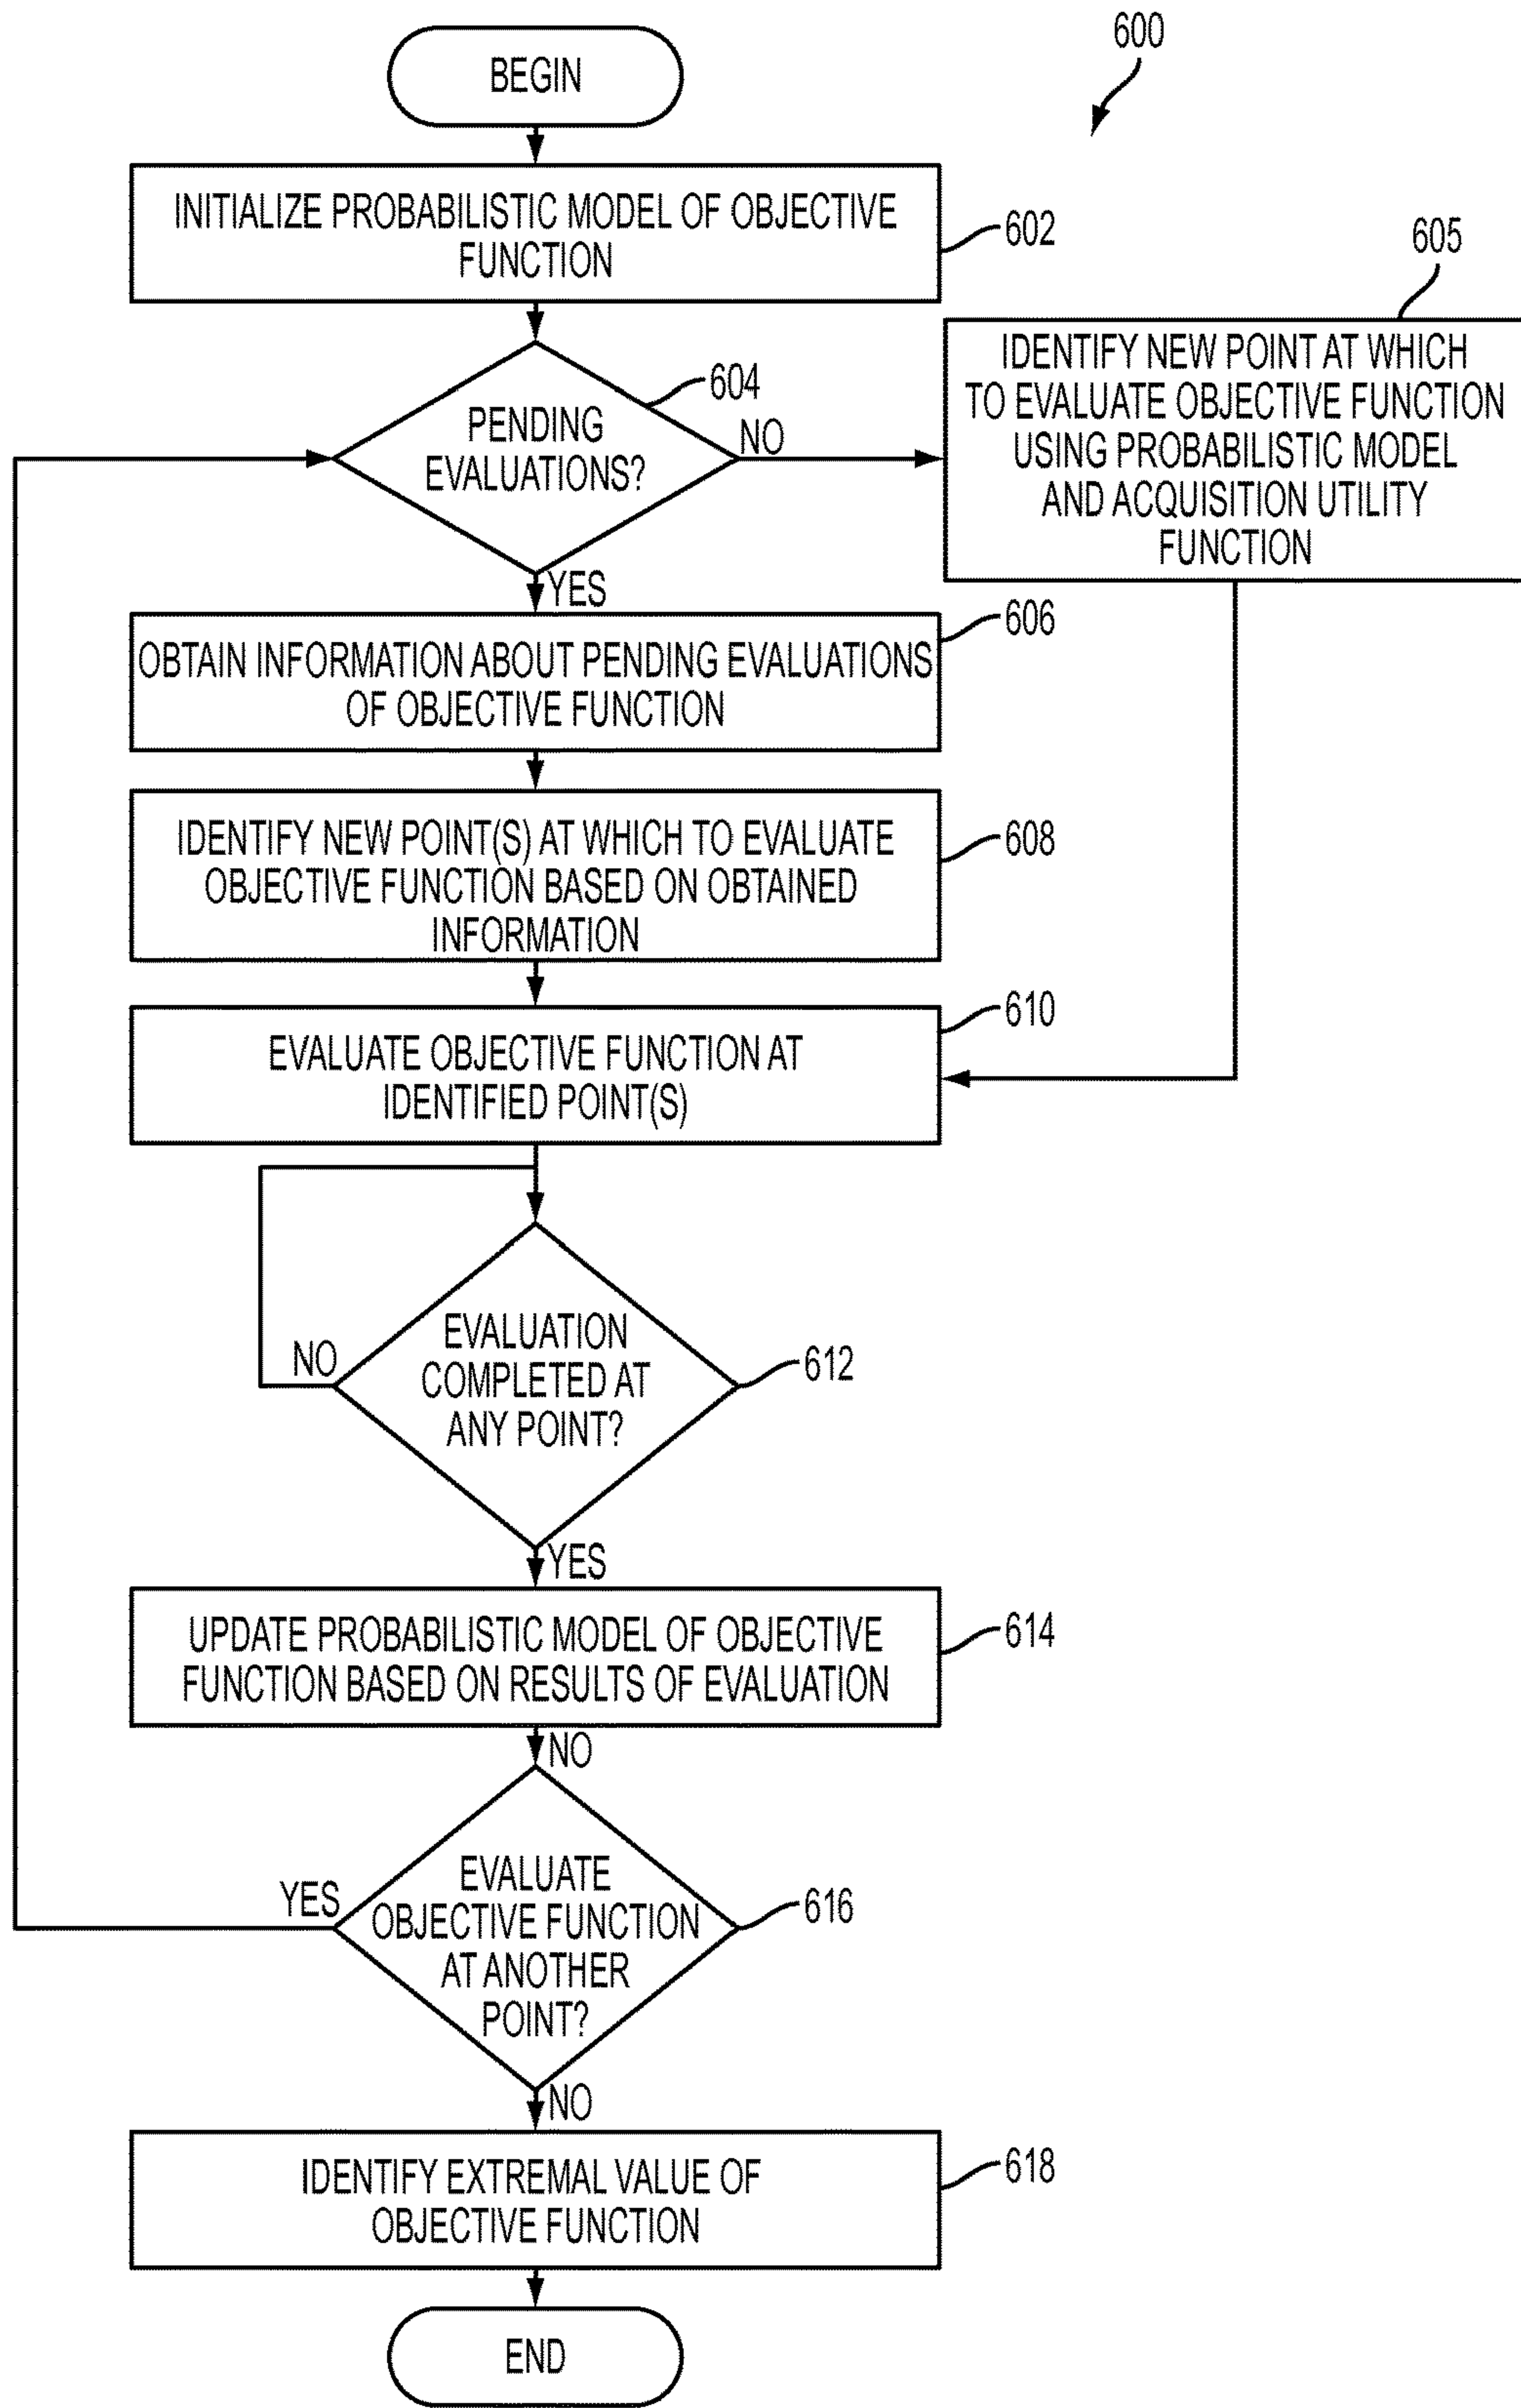 600
BEGIN
INITIALIZE PROBABILISTIC MODEL OF OBJECTIVE
FUNCTION
602
605
IDENTIFY NEW POINT AT WHICH
TO EVALUATE OBJECTIVE FUNCTION
USING PROBABILISTIC MODEL
AND ACQUISITION UTILITY
FUNCTION
604
PENDING
EVALUATIONS?
NO
YES
606
OBTAIN INFORMATION ABOUT PENDING EVALUATIONS
OF OBJECTIVE FUNCTION
IDENTIFY NEW POINT(S) AT WHICH TO EVALUATE
OBJECTIVE FUNCTION BASED ON OBTAINED
INFORMATION
608
610
EVALUATE OBJECTIVE FUNCTION AT
IDENTIFIED POINT(S)
EVALUATION
COMPLETED AT
ANY POINT?
NO
612
YES
UPDATE PROBABILISTIC MODEL OF OBJECTIVE
FUNCTION BASED ON RESULTS OF EVALUATION
614
NO
EVALUATE
OBJECTIVE FUNCTION
AT ANOTHER
POINT?
YES
616
NO
IDENTIFY EXTREMAL VALUE OF
OBJECTIVE FUNCTION
618
END